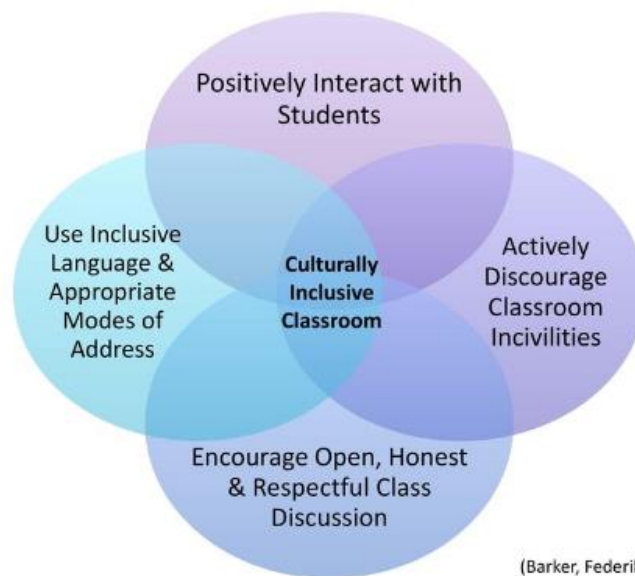 Positively Interact with
Students
Use Inclusive
Language &
Appropriate
Modes of
Address
Culturally
Inclusive
Classroom
Actively
Discourage
Classroom
Incivilities
Encourage Open, Honest
& Respectful Class
Discussion
(Barker,